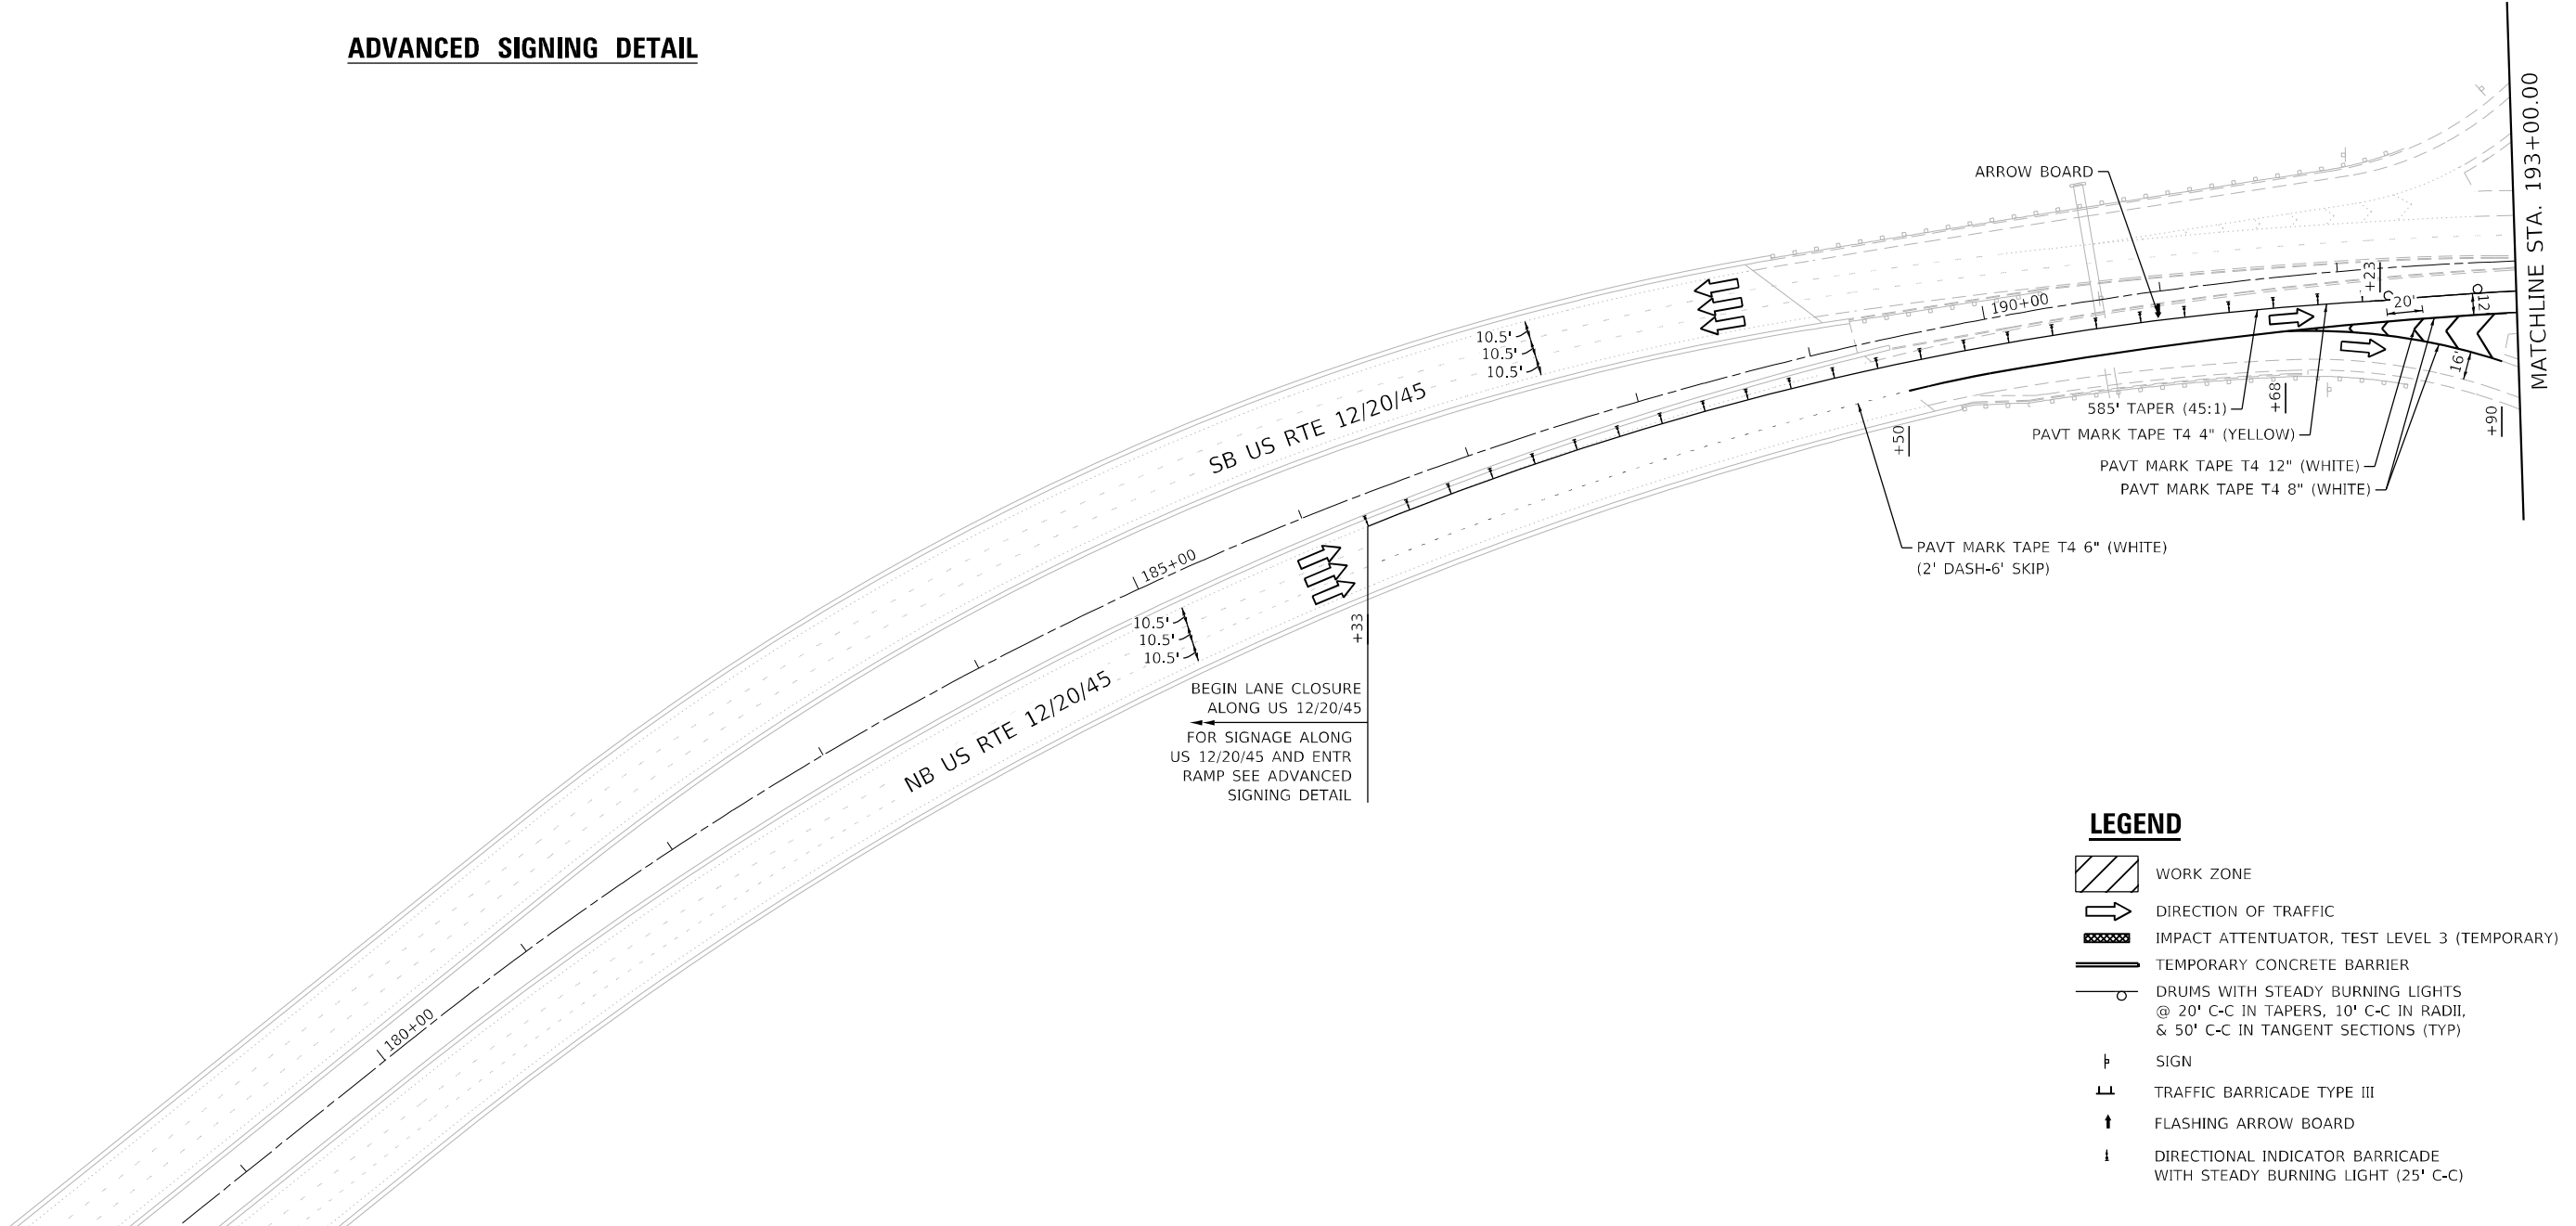 ADVANCED SIGNING DETAIL
MATCHLINE STA. 193+00.00
ARROW BOARD
190+00
+23
20'
12'
16'
10.5'
10.5'
10.5'
SB US RTE 12/20/45
585' TAPER (45:1)
+68
PAVT MARK TAPE T4 4" (YELLOW)
+50
+90
PAVT MARK TAPE T4 12" (WHITE)
PAVT MARK TAPE T4 8" (WHITE)
PAVT MARK TAPE T4 6" (WHITE)
(2' DASH-6' SKIP)
185+00
10.5'
10.5'
10.5'
+33
NB US RTE 12/20/45
BEGIN LANE CLOSURE
ALONG US 12/20/45
FOR SIGNAGE ALONG
US 12/20/45 AND ENTR
RAMP SEE ADVANCED
SIGNING DETAIL
180+00
LEGEND
WORK ZONE
DIRECTION OF TRAFFIC
IMPACT ATTENTUATOR, TEST LEVEL 3 (TEMPORARY)
TEMPORARY CONCRETE BARRIER
DRUMS WITH STEADY BURNING LIGHTS
@ 20' C-C IN TAPERS, 10' C-C IN RADII,
& 50' C-C IN TANGENT SECTIONS (TYP)
SIGN
TRAFFIC BARRICADE TYPE III
FLASHING ARROW BOARD
DIRECTIONAL INDICATOR BARRICADE
WITH STEADY BURNING LIGHT (25' C-C)